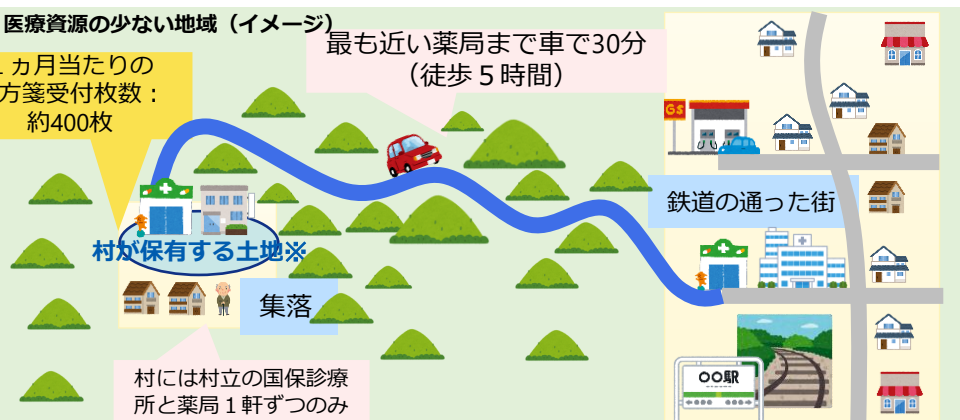 医療資源の少ない地域（イメージ）
最も近い薬局まで車で30分
（徒歩５時間）
ヵ月当たりの
方箋受付枚数：
約400枚
GS
鉄道の通った街
村が保有する土地※
集落
村には村立の国保診療
所と薬局１軒ずつのみ
〇〇駅